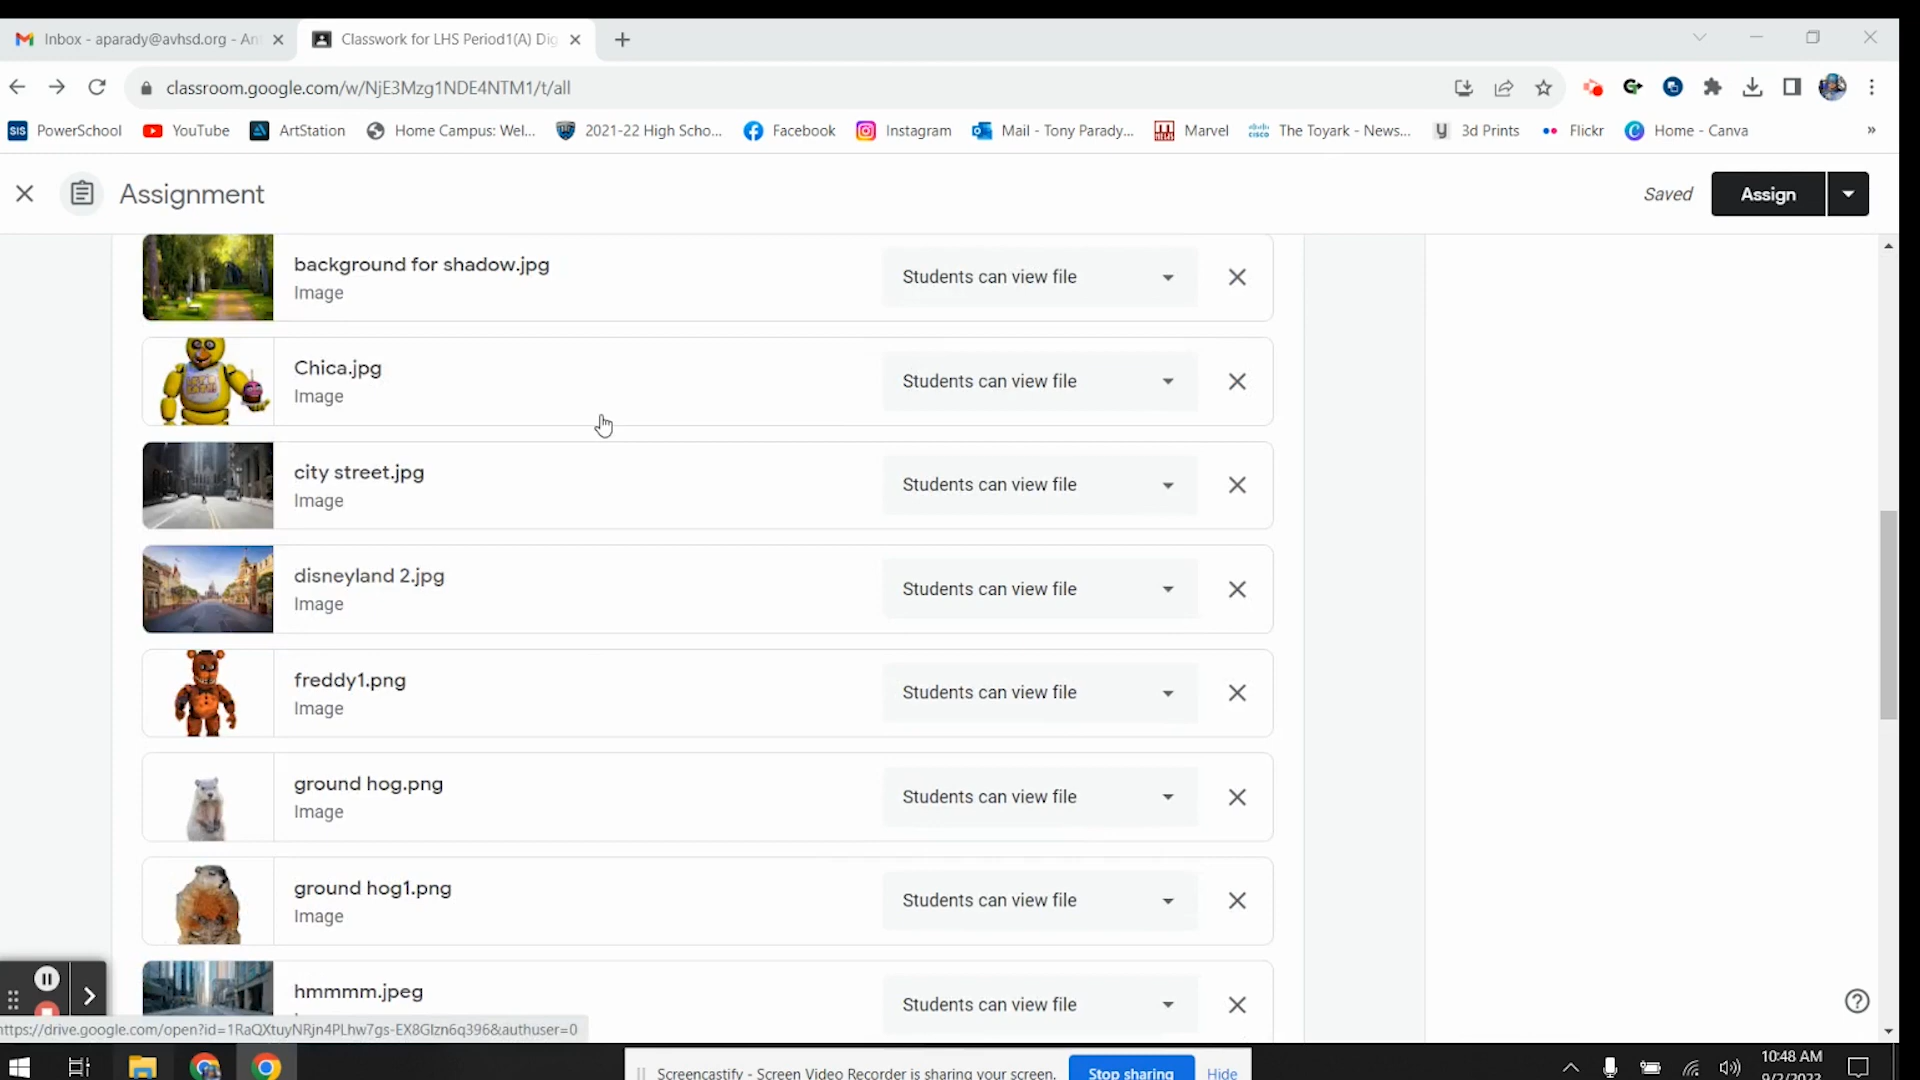 Inbox - aparady@avhsd.org - An
Classwork for LHS Period1(A) Dig
classroom.google.com/w/NjE3Mzg1NDE4NTM1/t/all
SIS PowerSchool YouTube ArtStation Home Campus: Wel... 2021-22 High Scho... Facebook Instagram Mail - Tony Parady... Marvel The Toyark - News... 3d Prints Flickr Home - Canva »
Assignment
Saved
Assign
background for shadow.jpg
Image
Students can view file
Chica.jpg
Image
Students can view file
city street.jpg
Image
Students can view file
disneyland 2.jpg
Image
Students can view file
freddy1.png
Image
Students can view file
ground hog.png
Image
Students can view file
ground hog1.png
Image
Students can view file
hmmmm.jpeg
Students can view file
https://drive.google.com/open?id=1RaQXtuyNRjn4PLhw7gs-EX8Glzn6q396&authuser=0
Screencastify - Screen Video Recorder is sharing your screen.
Stop sharing
Hide
10:48 AM
9/2/2023